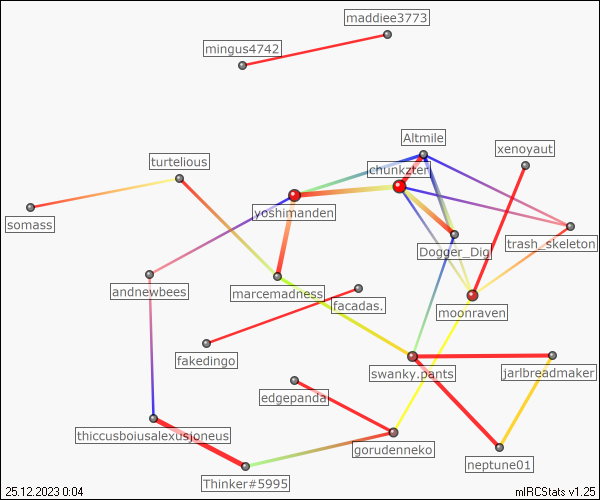 maddiee3773
mingus4742
Altmile
xenoyaut
turtelious
chunkzter
yoshimanden
somass
trash_skeleton
Dogger_Dig
andnewbees
marcemadness
facadas.
moonraven
fakedingo
swanky.pants
jarlbreadmaker
edgepanda
thiccusboiusalexusjoneus
gorudenneko
neptune01
Thinker#5995
25.12.2023 0:04
mIRCStats v1.25